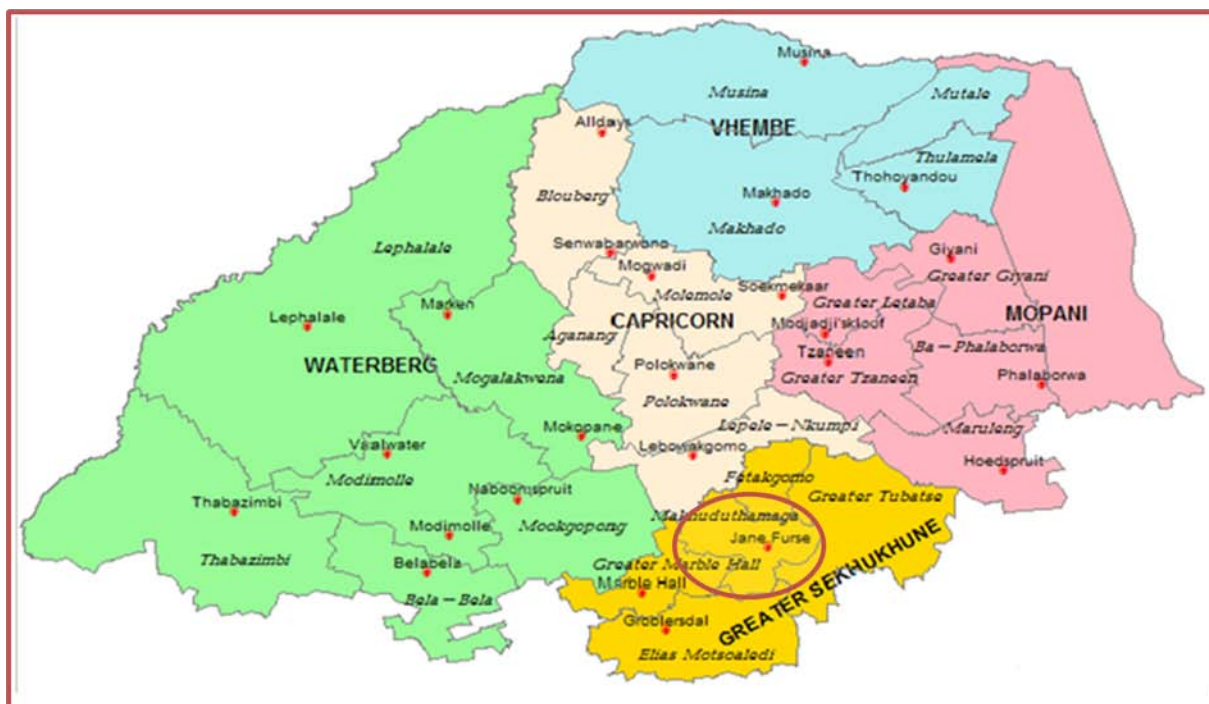 Musina
Musina
Mutale
Alldays
VHEMBE
Thulamela
Thohoyandou
Blouberg
Makhado
Makhado
Lephalale
Senwabarwono
Giyani
Mogwadi
Greater Giyani
Soekmekaar
Molemole
Greater Letaba
Marken
MOPANI
Lephalale
CAPRICORN
Modjadji'skloof
Aganang
Ba-Phalaborwa
Tzaneen
WATERBERG
Polokwane
Greater Tzaneen
Mogalakwena
Phalaborwa
Polokwane
Lepele-Nkumpi
Mokopane
Maruleng
Vaalwater
Lebowakgomo
Hoedspruit
Modimolle
Fetakgomo
Naboomspruit
Greater Tubatse
Thabazimbi
Makhuduthamaga
Modimolle
Mookgopong
Jane Furse
Thabazimbi
Belabela
Greater Marble Hall
Marble Hall
Bela-Bela
GREATER SEKHUKHUNE
Groblersdal
Elias Motsoaledi